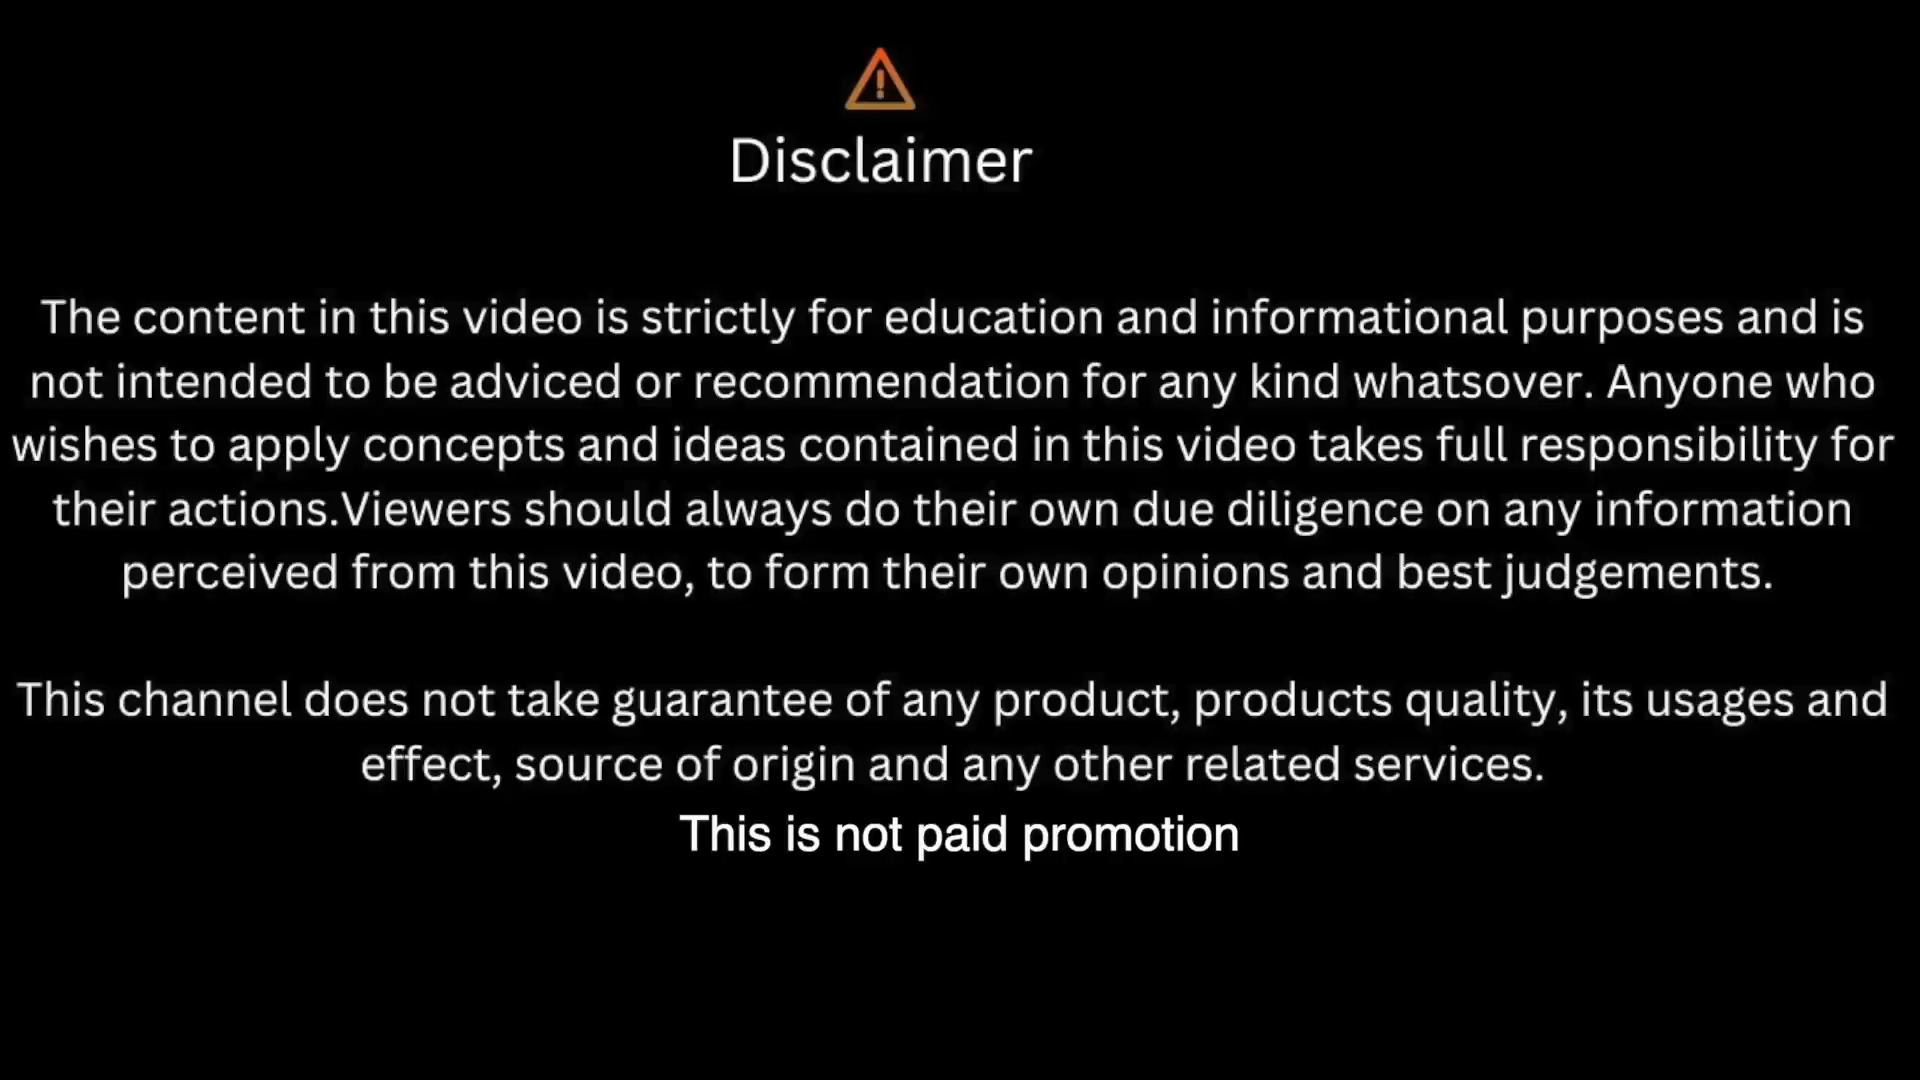 Disclaimer
The content in this video is strictly for education and informational purposes and is
not intended to be adviced or recommendation for any kind whatsover. Anyone who
wishes to apply concepts and ideas contained in this video takes full responsibility for
their actions.Viewers should always do their own due diligence on any information
perceived from this video, to form their own opinions and best judgements.
This channel does not take guarantee of any product, products quality, its usages and
effect, source of origin and any other related services.
This is not paid promotion